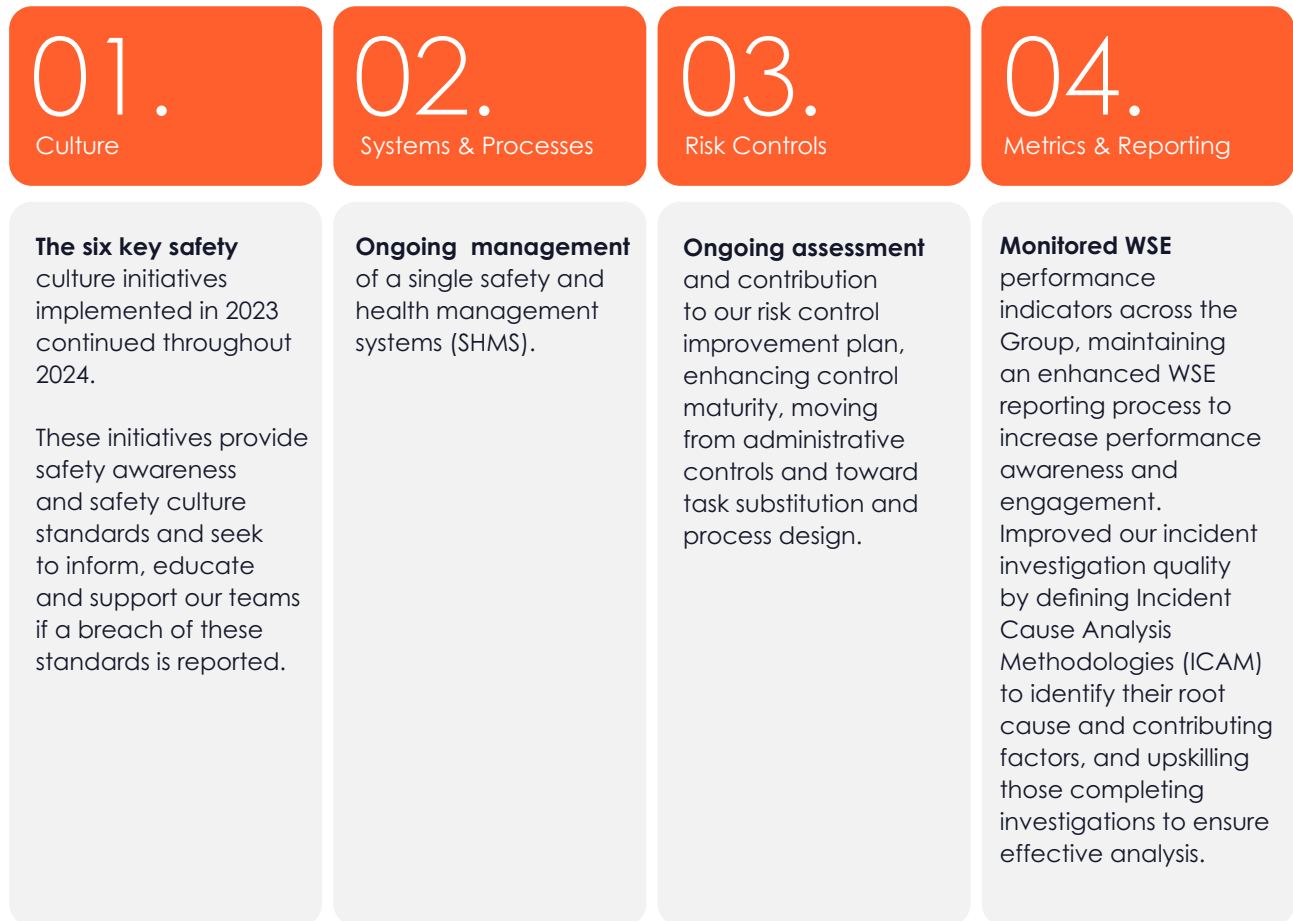 01.
Culture
The six key safety
culture initiatives
implemented in 2023
continued throughout
2024.
These initiatives provide
safety awareness
and safety culture
standards and seek
to inform, educate
and support our teams
if a breach of these
standards is reported.
02.
Systems & Processes
Ongoing management
of a single safety and
health management
systems (SHMS).
03.
Risk Controls
Ongoing assessment
and contribution
to our risk control
improvement plan,
enhancing control
maturity, moving
from administrative
controls and toward
task substitution and
process design.
04.
Metrics & Reporting
Monitored WSE
performance
indicators across the
Group, maintaining
an enhanced WSE
reporting process to
increase performance
awareness and
engagement.
Improved our incident
investigation quality
by defining Incident
Cause Analysis
Methodologies (ICAM)
to identify their root
cause and contributing
factors, and upskilling
those completing
investigations to ensure
effective analysis.